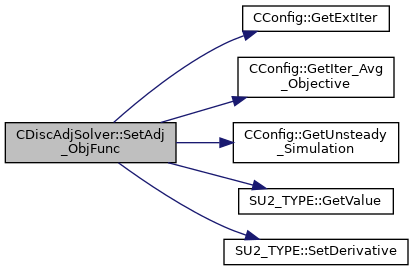 CDiscAdjSolver::SetAdj
_ObjFunc
CConfig::GetExtIter
CConfig::GetIter_Avg
_Objective
CConfig::GetUnsteady
_Simulation
SU2_TYPE::GetValue
SU2_TYPE::SetDerivative